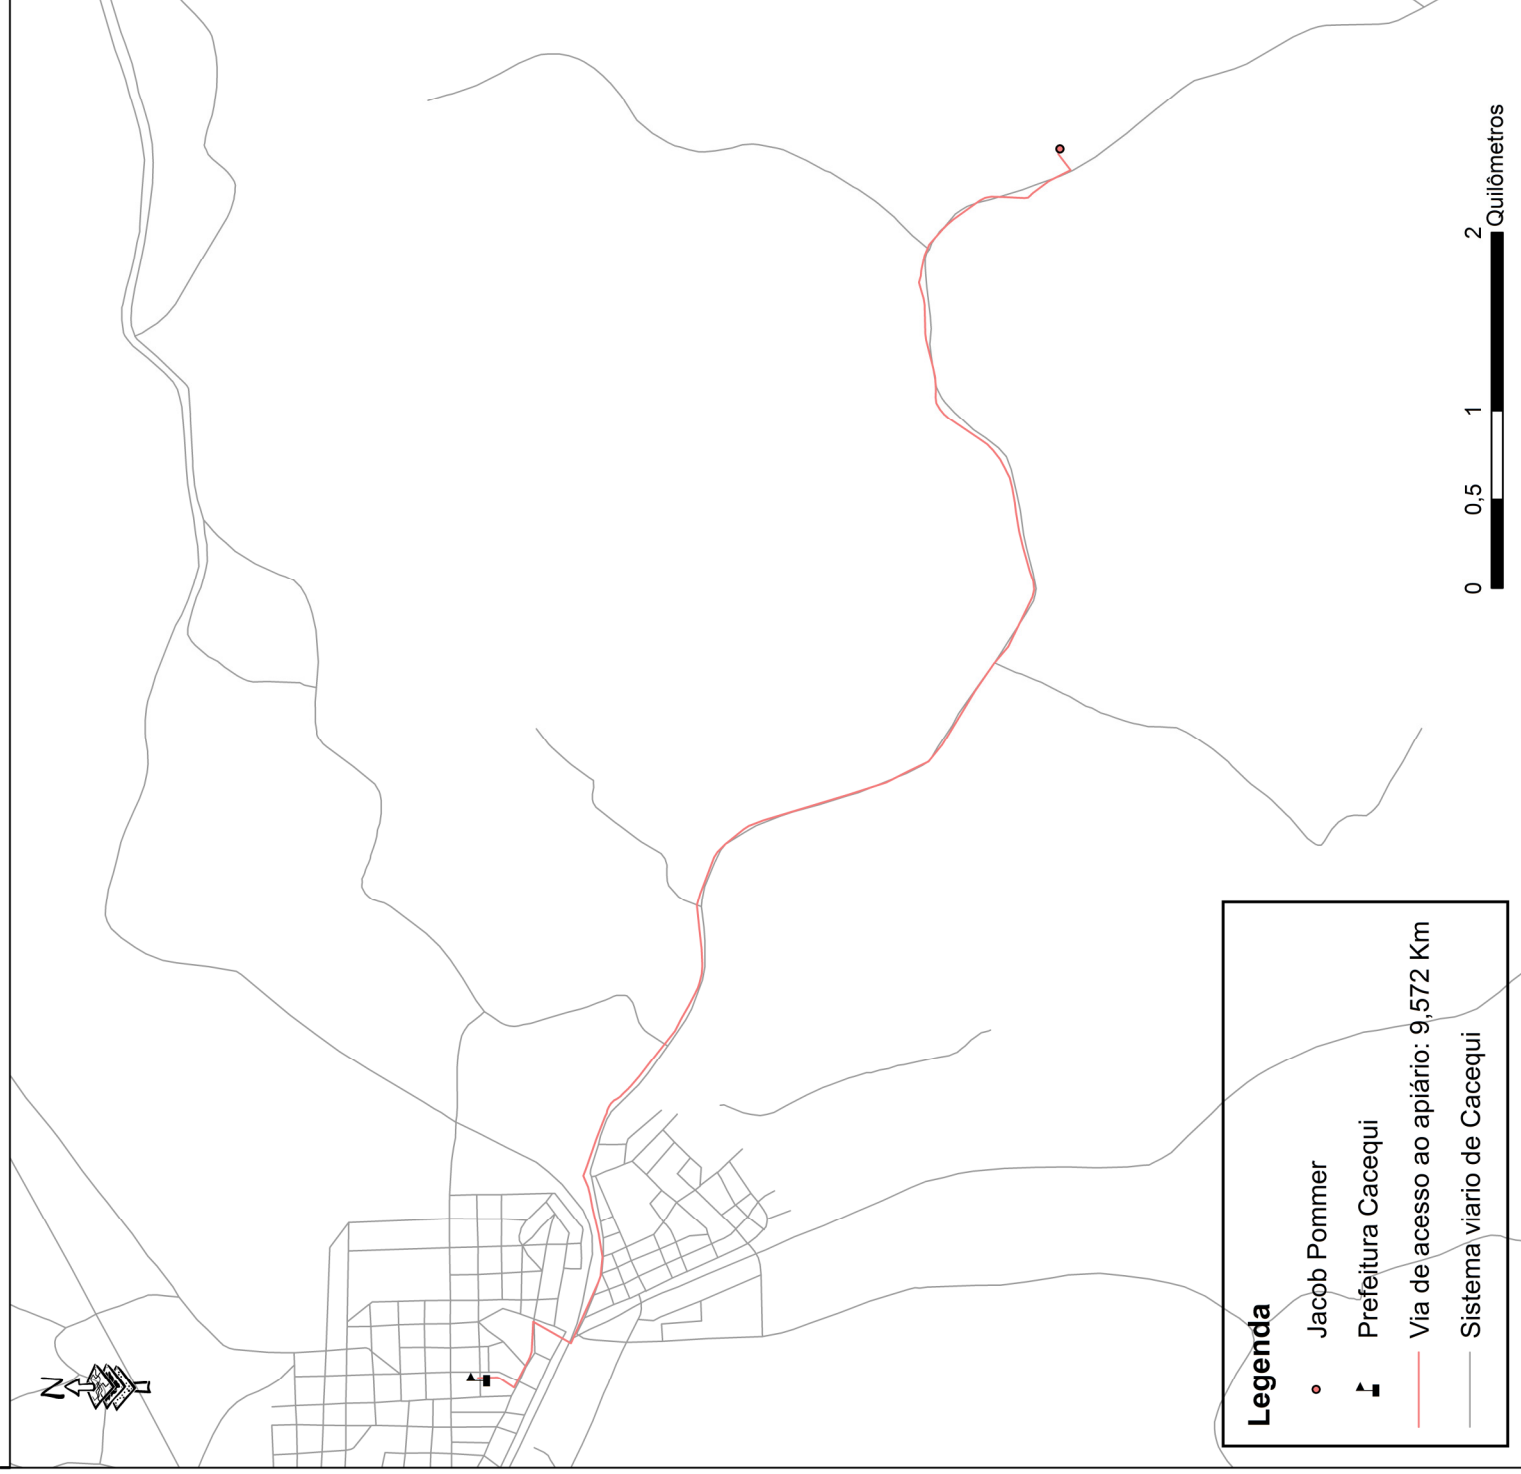 N
Legenda
Jacob Pommer
Prefeitura Cacequi
Via de acesso ao apiário: 9,572 Km
Sistema viario de Cacequi
0 0,5 1 2
Quilômetros